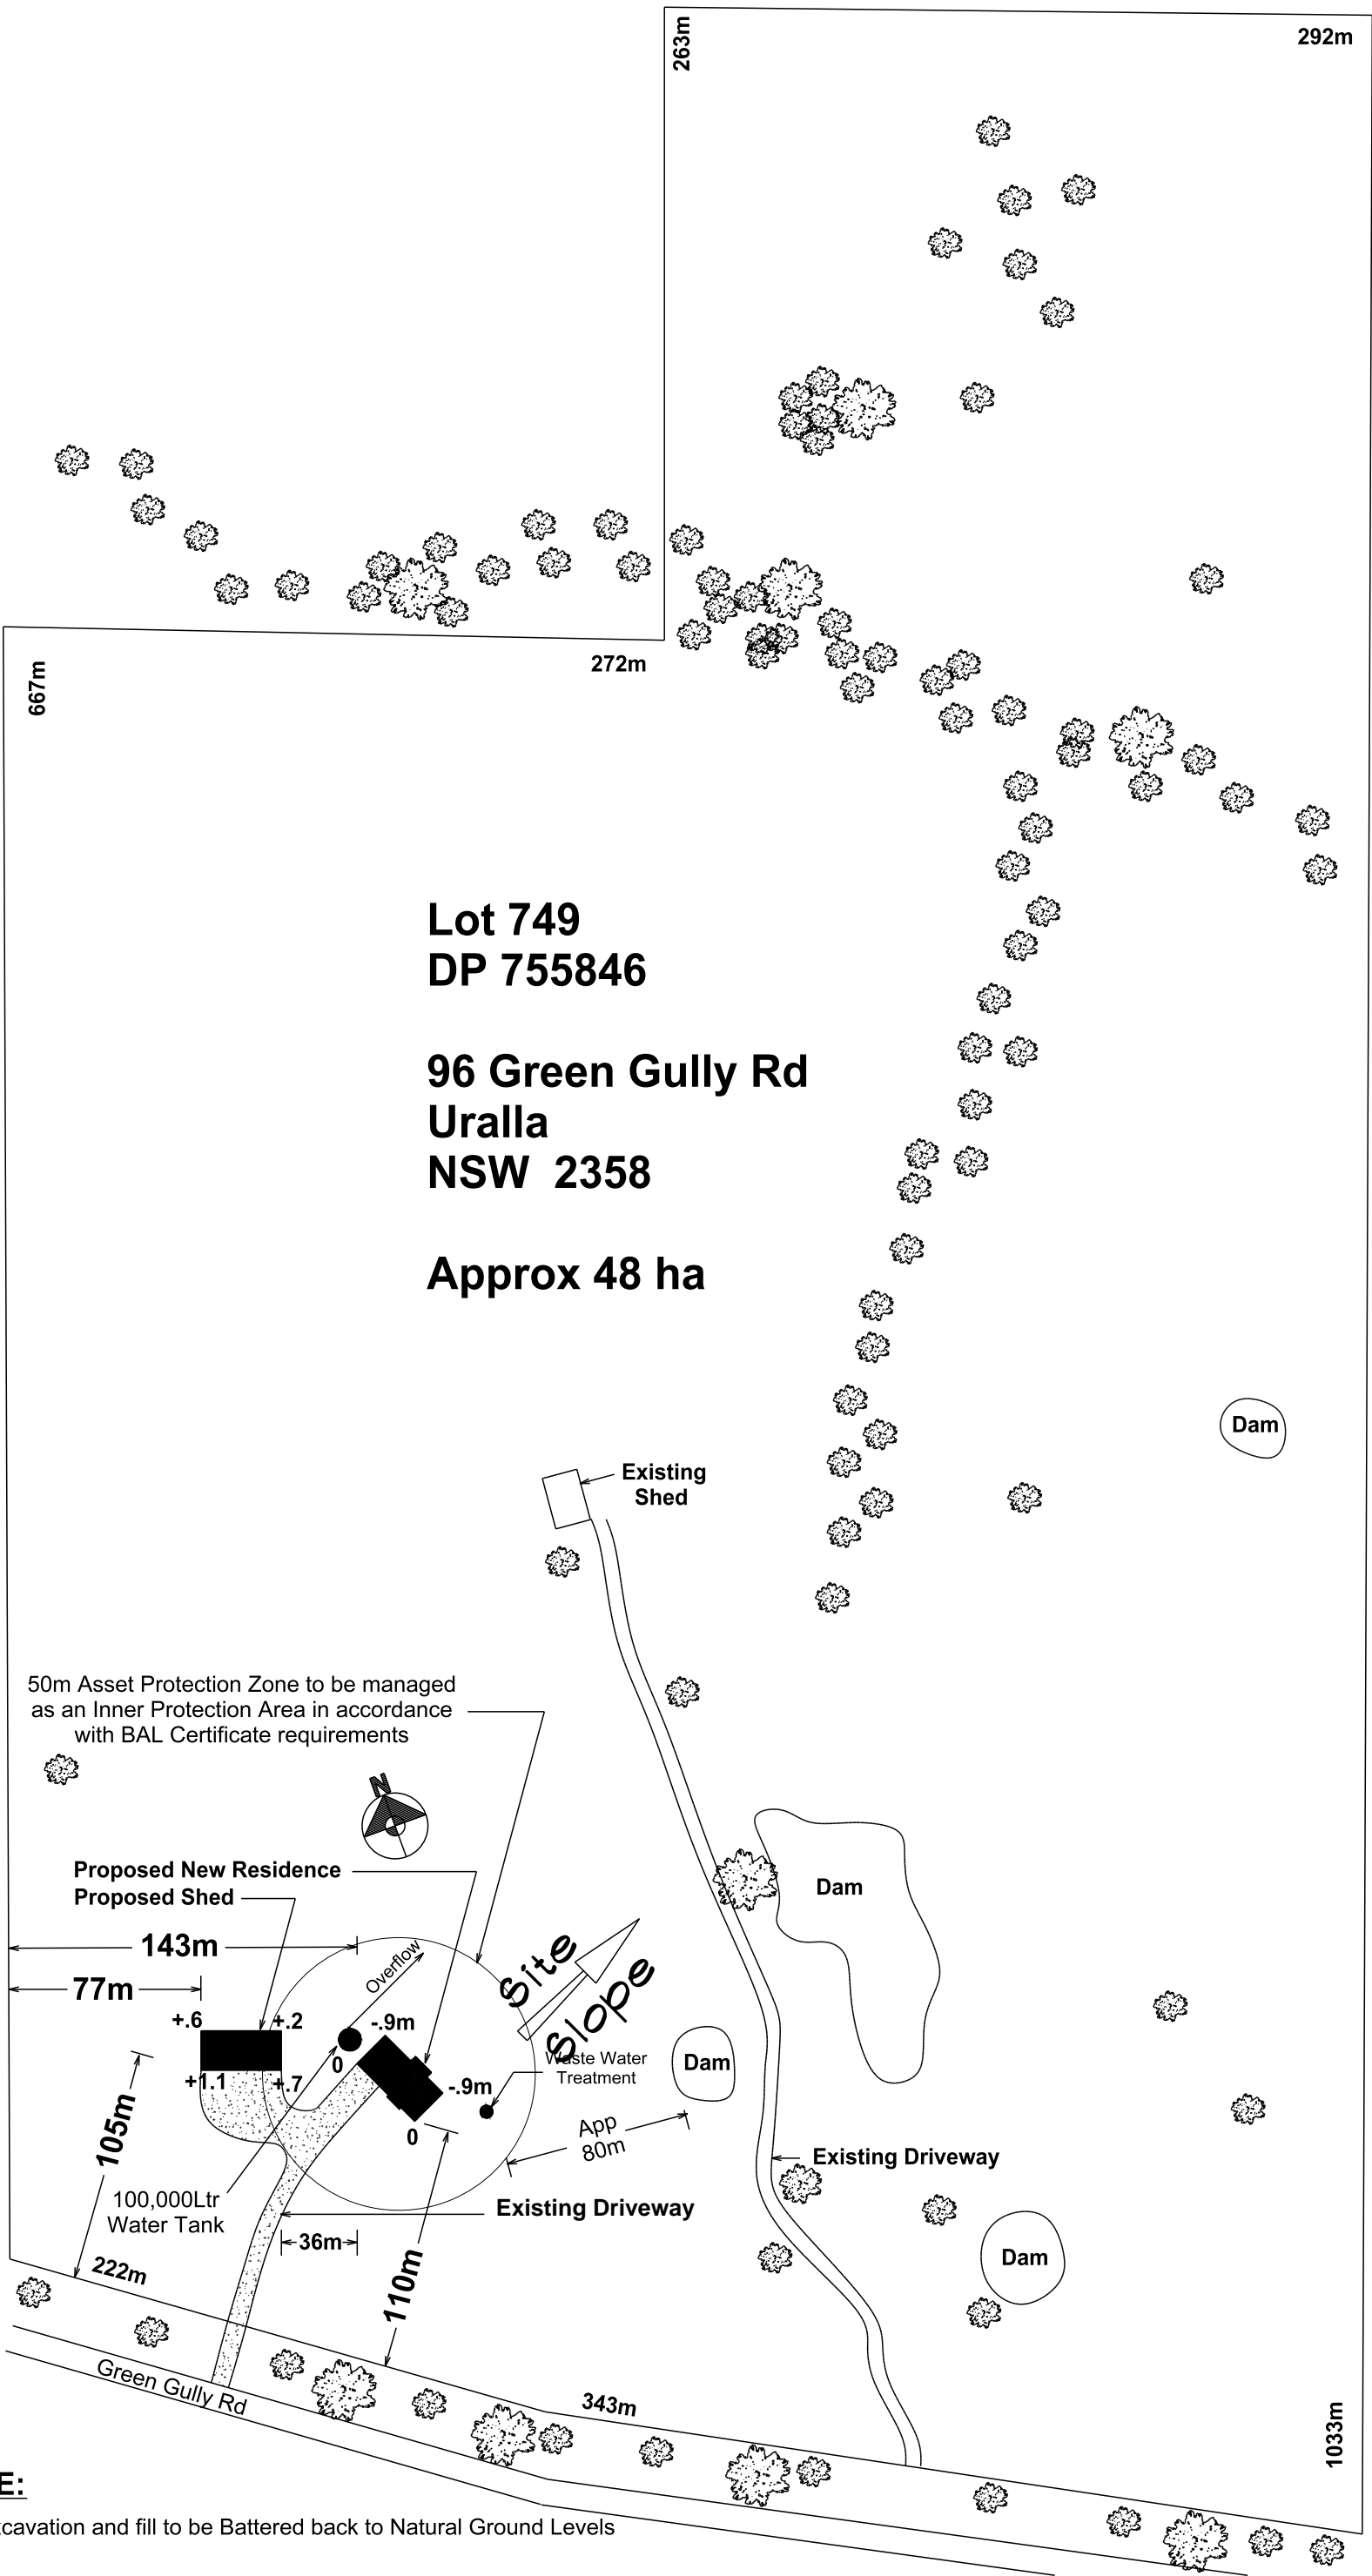 263m
292m
272m
667m
Lot 749
DP 755846
96 Green Gully Rd
Uralla
NSW 2358
Approx 48 ha
Dam
Existing
Shed
50m Asset Protection Zone to be managed
as an Inner Protection Area in accordance
with BAL Certificate requirements
N
Proposed New Residence
Proposed Shed
Dam
143m
Overflow
Site
Slope
77m
+.6
+.2
-.9m
0
Waste Water
Treatment
Dam
+1.1
+.7
-.9m
105m
0
App
80m
Existing Driveway
100,000Ltr
Water Tank
Existing Driveway
36m
110m
Dam
222m
Green Gully Rd
343m
1033m
E:
cavation and fill to be Battered back to Natural Ground Levels